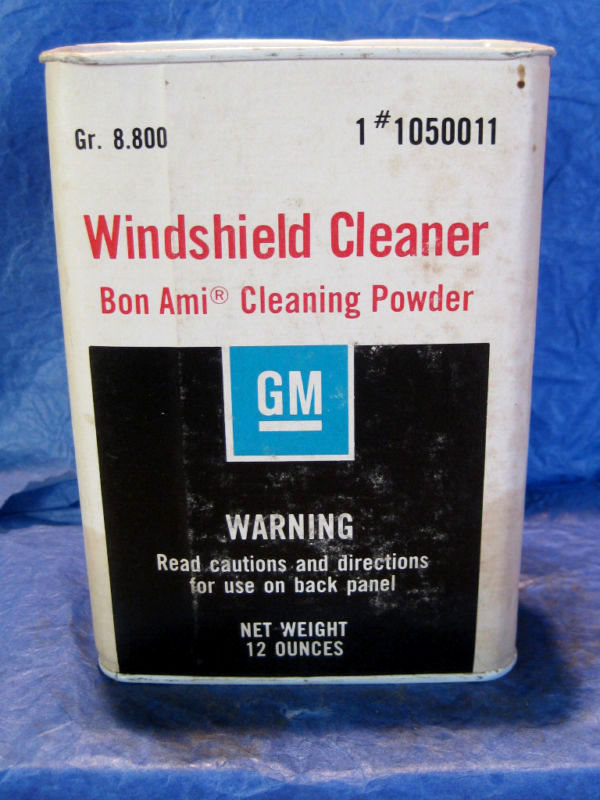 Gr. 8.800 1 #1050011
Windshield Cleaner
Bon Ami® Cleaning Powder
GM
WARNING
Read cautions and directions
for use on back panel
NET WEIGHT
12 OUNCES